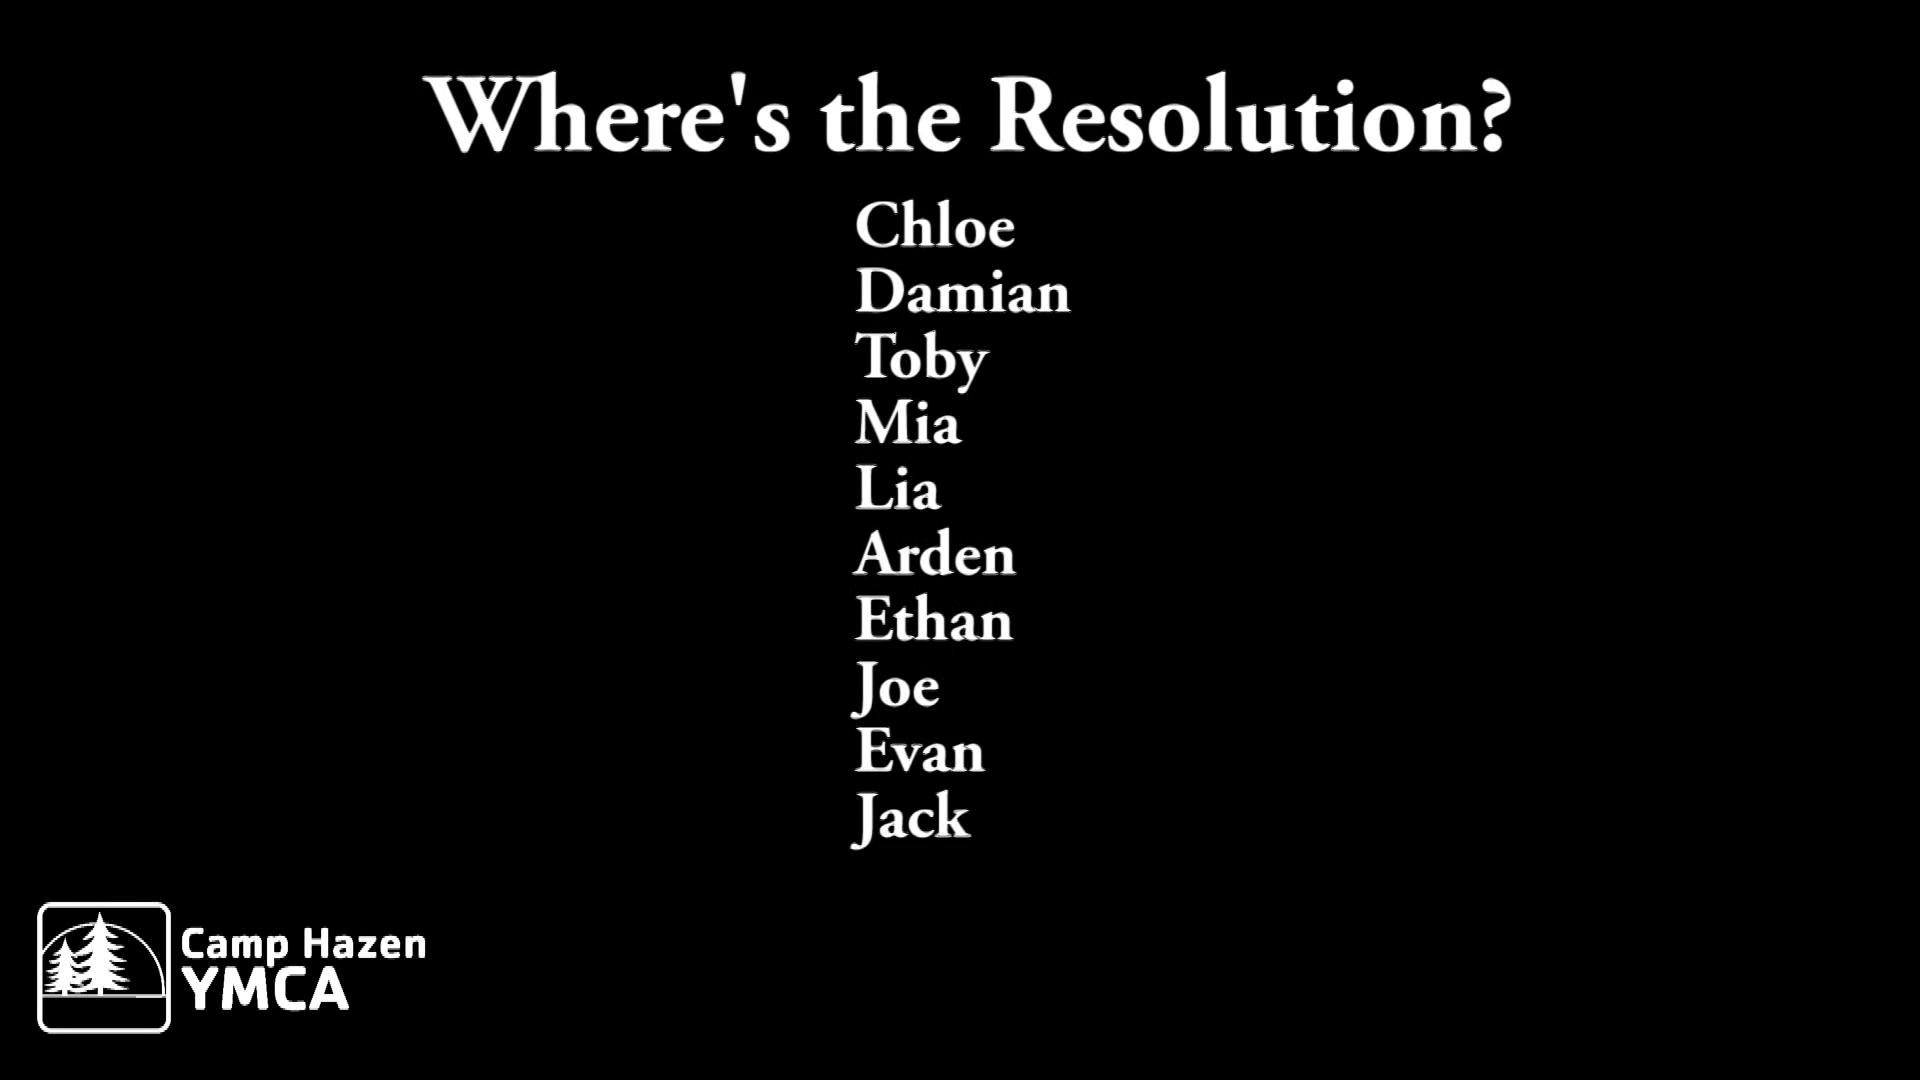 Where's the Resolution?
Chloe
Damian
Toby
Mia
Lia
Arden
Ethan
Joe
Evan
Jack
Camp Hazen
YMCA